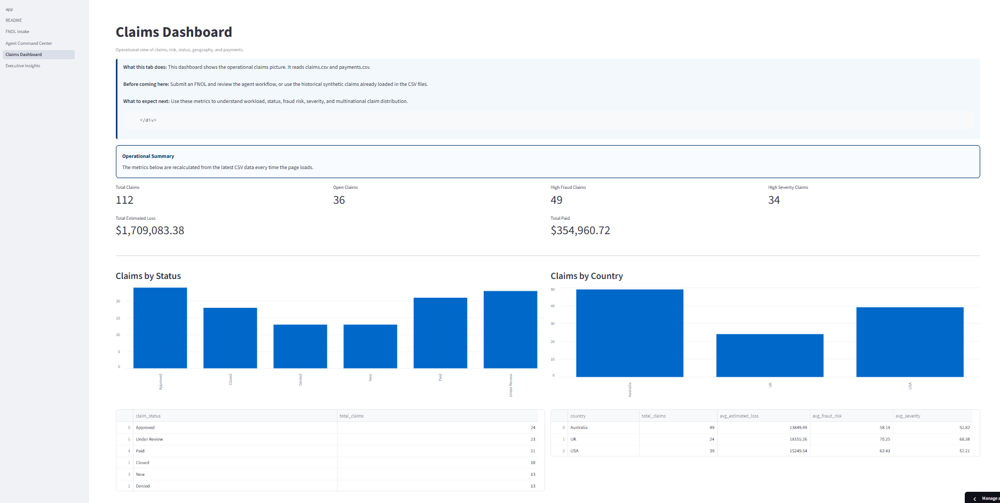 app
README
FNOL Intake
Agent Command Center
Claims Dashboard
Executive Insights
Claims Dashboard
Operational view of claims, risk, status, geography, and payments.
What this tab does: This dashboard shows the operational claims picture. It reads claims.csv and payments.csv.
Before coming here: Submit an FNOL and review the agent workflow, or use the historical synthetic claims already loaded in the CSV files.
What to expect next: Use these metrics to understand workload, status, fraud risk, severity, and multinational claim distribution.
</div>
Operational Summary
The metrics below are recalculated from the latest CSV data every time the page loads.
Total Claims
112
Open Claims
36
High Fraud Claims
49
High Severity Claims
34
Total Estimated Loss
$1,709,083.38
Total Paid
$354,960.72
Claims by Status
20
15
10
5
0
Approved
Closed
Denied
New
Paid
Under Review
Claims by Country
50
40
30
20
10
0
Australia
UK
USA
claim_status total_claims
0 Approved 24
5 Under Review 23
4 Paid 21
1 Closed 18
3 New 13
2 Denied 13
country total_claims avg_estimated_loss avg_fraud_risk avg_severity
0 Australia 49 13849.49 58.14 52.82
1 UK 24 18155.26 70.25 68.38
2 USA 39 15249.54 62.41 57.21
Manage